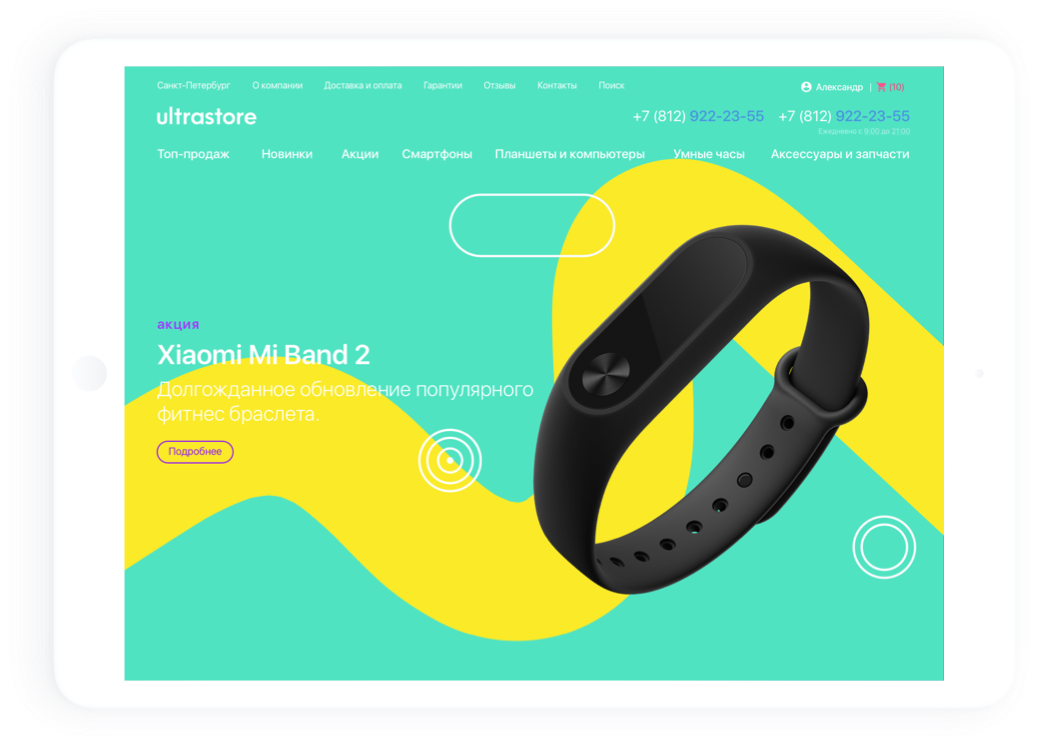 Санкт-Петербург О компании Доставка и оплата Гарантии Отзывы Контакты Поиск Александр | (10)
ultrastore +7 (812) 922-23-55 +7 (812) 922-23-55
Ежедневно с 9:00 до 21:00
Топ-продаж Новинки Акции Смартфоны Планшеты и компьютеры Умные часы Аксессуары и запчасти
акция
Xiaomi Mi Band 2
Долгожданное обновление популярного
фитнес браслета.
Подробнее